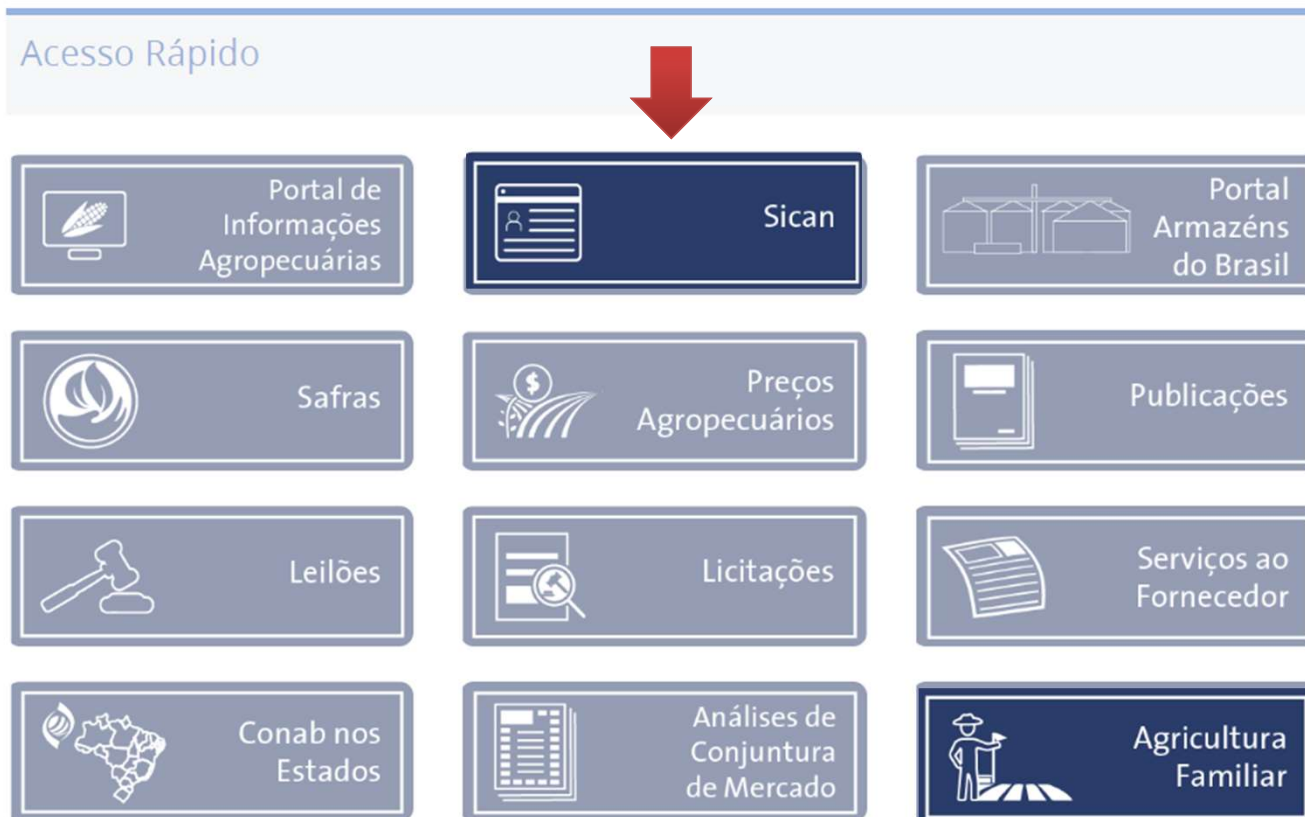 Acesso Rápido
Portal de
Informações
Agropecuárias
Sican
Portal
Armazéns
do Brasil
Safras
Preços
Agropecuários
Publicações
Leilões
Licitações
Serviços ao
Fornecedor
Conab nos
Estados
Análises de
Conjuntura
de Mercado
Agricultura
Familiar